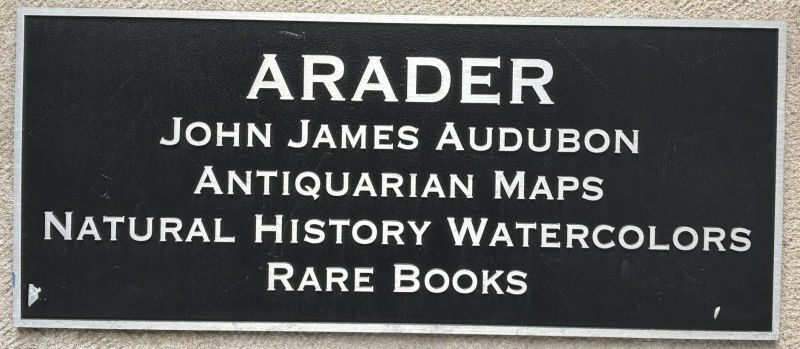 ARADER
JOHN JAMES AUDUBON
ANTIQUARIAN MAPS
NATURAL HISTORY WATERCOLORS
RARE BOOKS